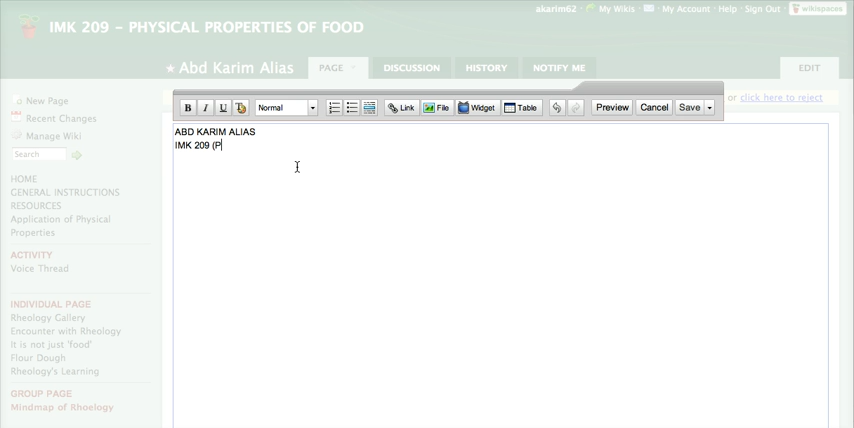 akarim62 · My Wikis · My Account · Help · Sign Out · wikispaces
IMK 209 - PHYSICAL PROPERTIES OF FOOD
★ Abd Karim Alias
PAGE
DISCUSSION
HISTORY
NOTIFY ME
EDIT
or click here to reject
B I U T Normal Link File Widget Table Preview Cancel Save
New Page
Recent Changes
Manage Wiki
Search
HOME
GENERAL INSTRUCTIONS
RESOURCES
Application of Physical
Properties
ACTIVITY
Voice Thread
INDIVIDUAL PAGE
Rheology Gallery
Encounter with Rheology
It is not just 'food'
Flour Dough
Rheology's Learning
GROUP PAGE
Mindmap of Rhoelogy
ABD KARIM ALIAS
IMK 209 (P